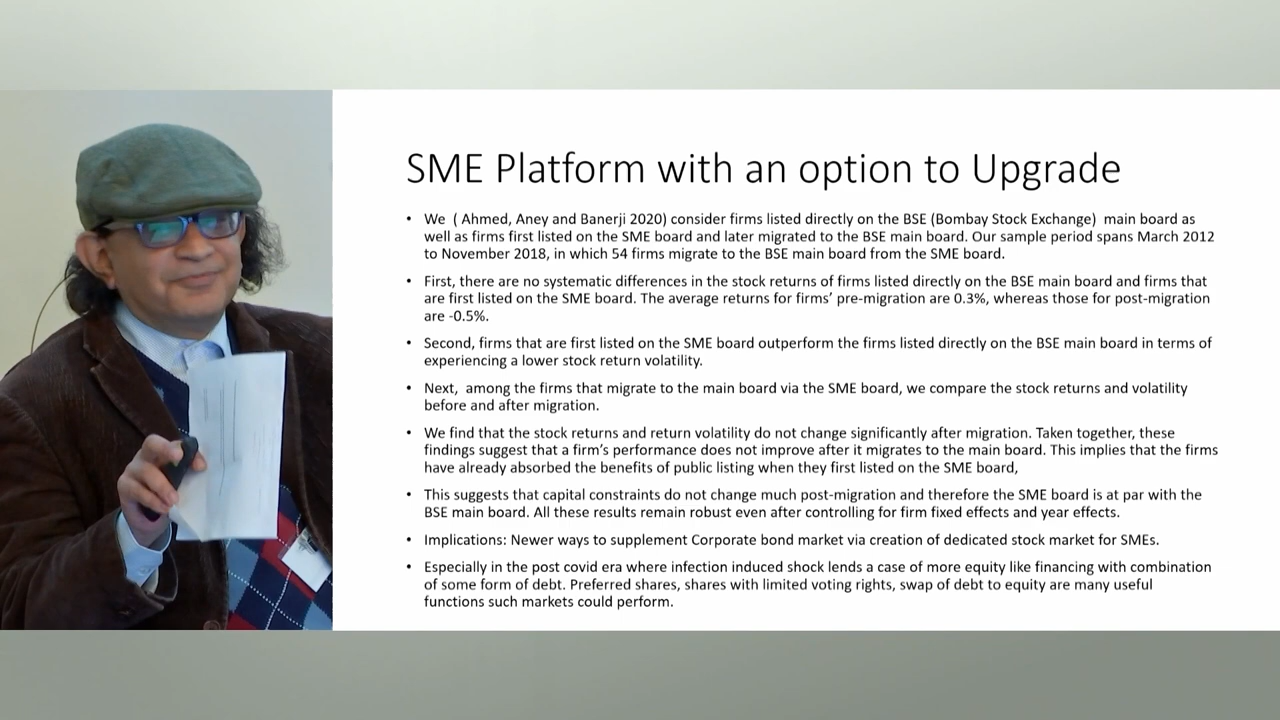 SME Platform with an option to Upgrade
• We ( Ahmed, Aney and Banerji 2020) consider firms listed directly on the BSE (Bombay Stock Exchange) main board as
well as firms first listed on the SME board and later migrated to the BSE main board. Our sample period spans March 2012
to November 2018, in which 54 firms migrate to the BSE main board from the SME board.
• First, there are no systematic differences in the stock returns of firms listed directly on the BSE main board and firms that
are first listed on the SME board. The average returns for firms’ pre-migration are 0.3%, whereas those for post-migration
are -0.5%.
• Second, firms that are first listed on the SME board outperform the firms listed directly on the BSE main board in terms of
experiencing a lower stock return volatility.
• Next, among the firms that migrate to the main board via the SME board, we compare the stock returns and volatility
before and after migration.
• We find that the stock returns and return volatility do not change significantly after migration. Taken together, these
findings suggest that a firm’s performance does not improve after it migrates to the main board. This implies that the firms
have already absorbed the benefits of public listing when they first listed on the SME board,
• This suggests that capital constraints do not change much post-migration and therefore the SME board is at par with the
BSE main board. All these results remain robust even after controlling for firm fixed effects and year effects.
• Implications: Newer ways to supplement Corporate bond market via creation of dedicated stock market for SMEs.
• Especially in the post covid era where infection induced shock lends a case of more equity like financing with combination
of some form of debt. Preferred shares, shares with limited voting rights, swap of debt to equity are many useful
functions such markets could perform.